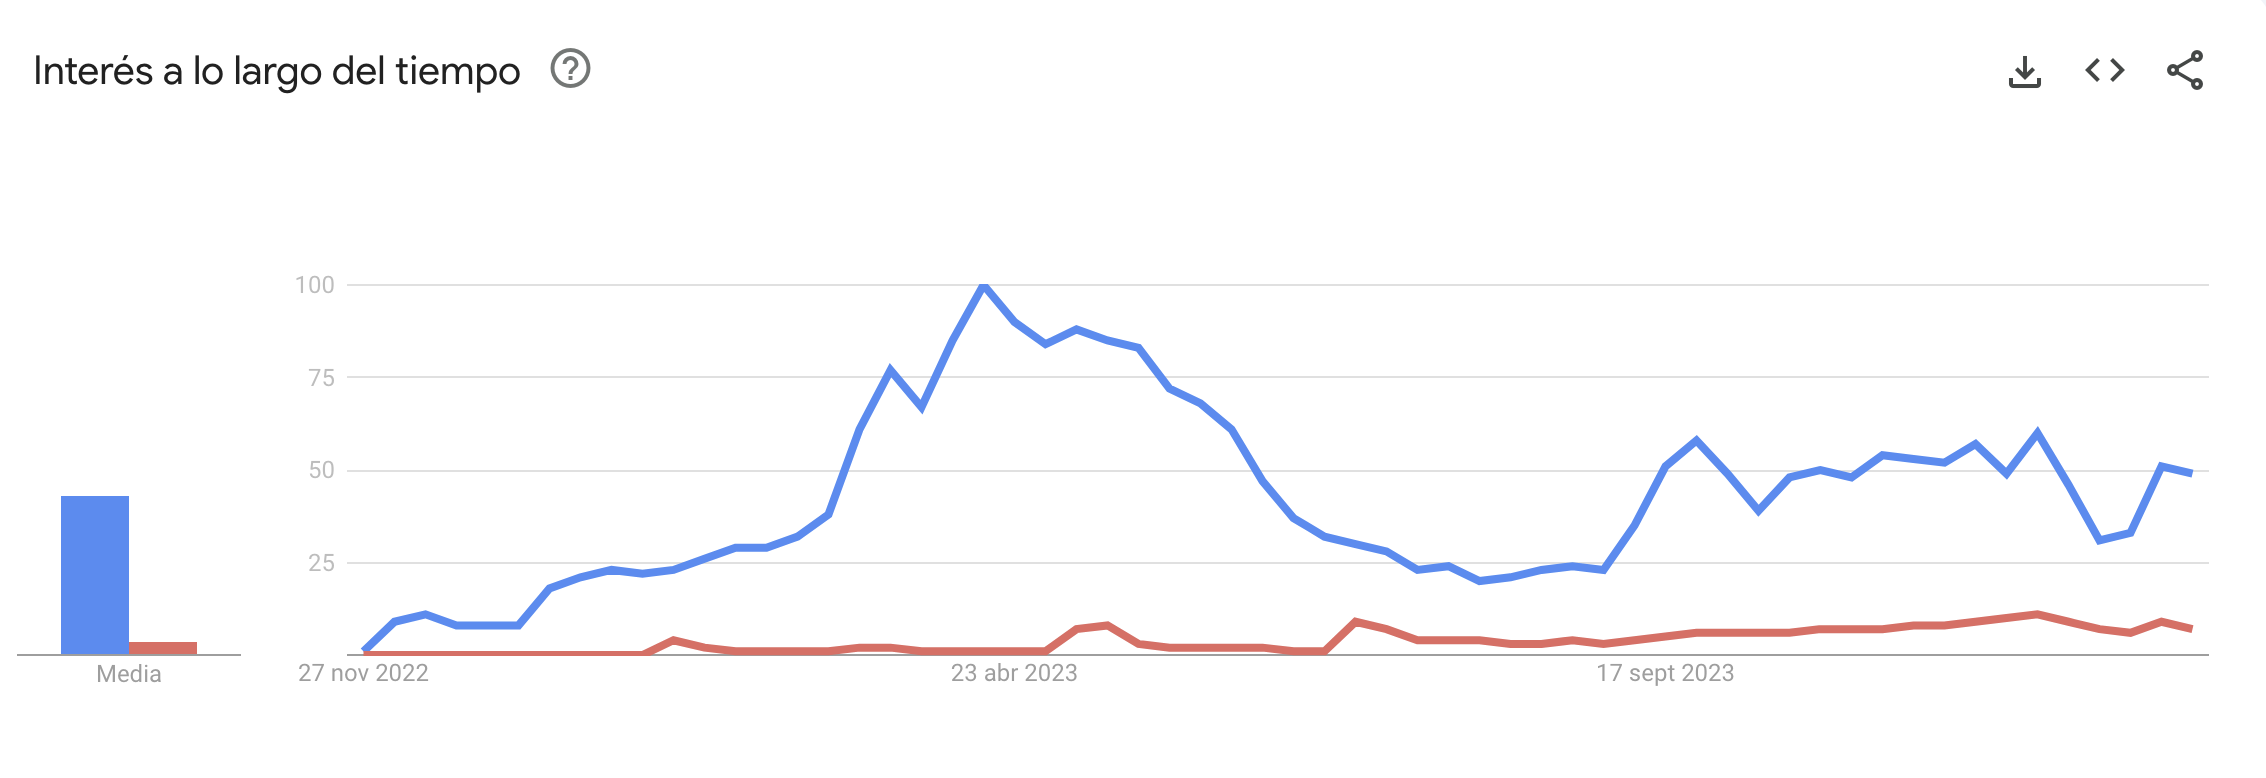 Interés a lo largo del tiempo
100
75
50
25
Media
27 nov 2022
23 abr 2023
17 sept 2023